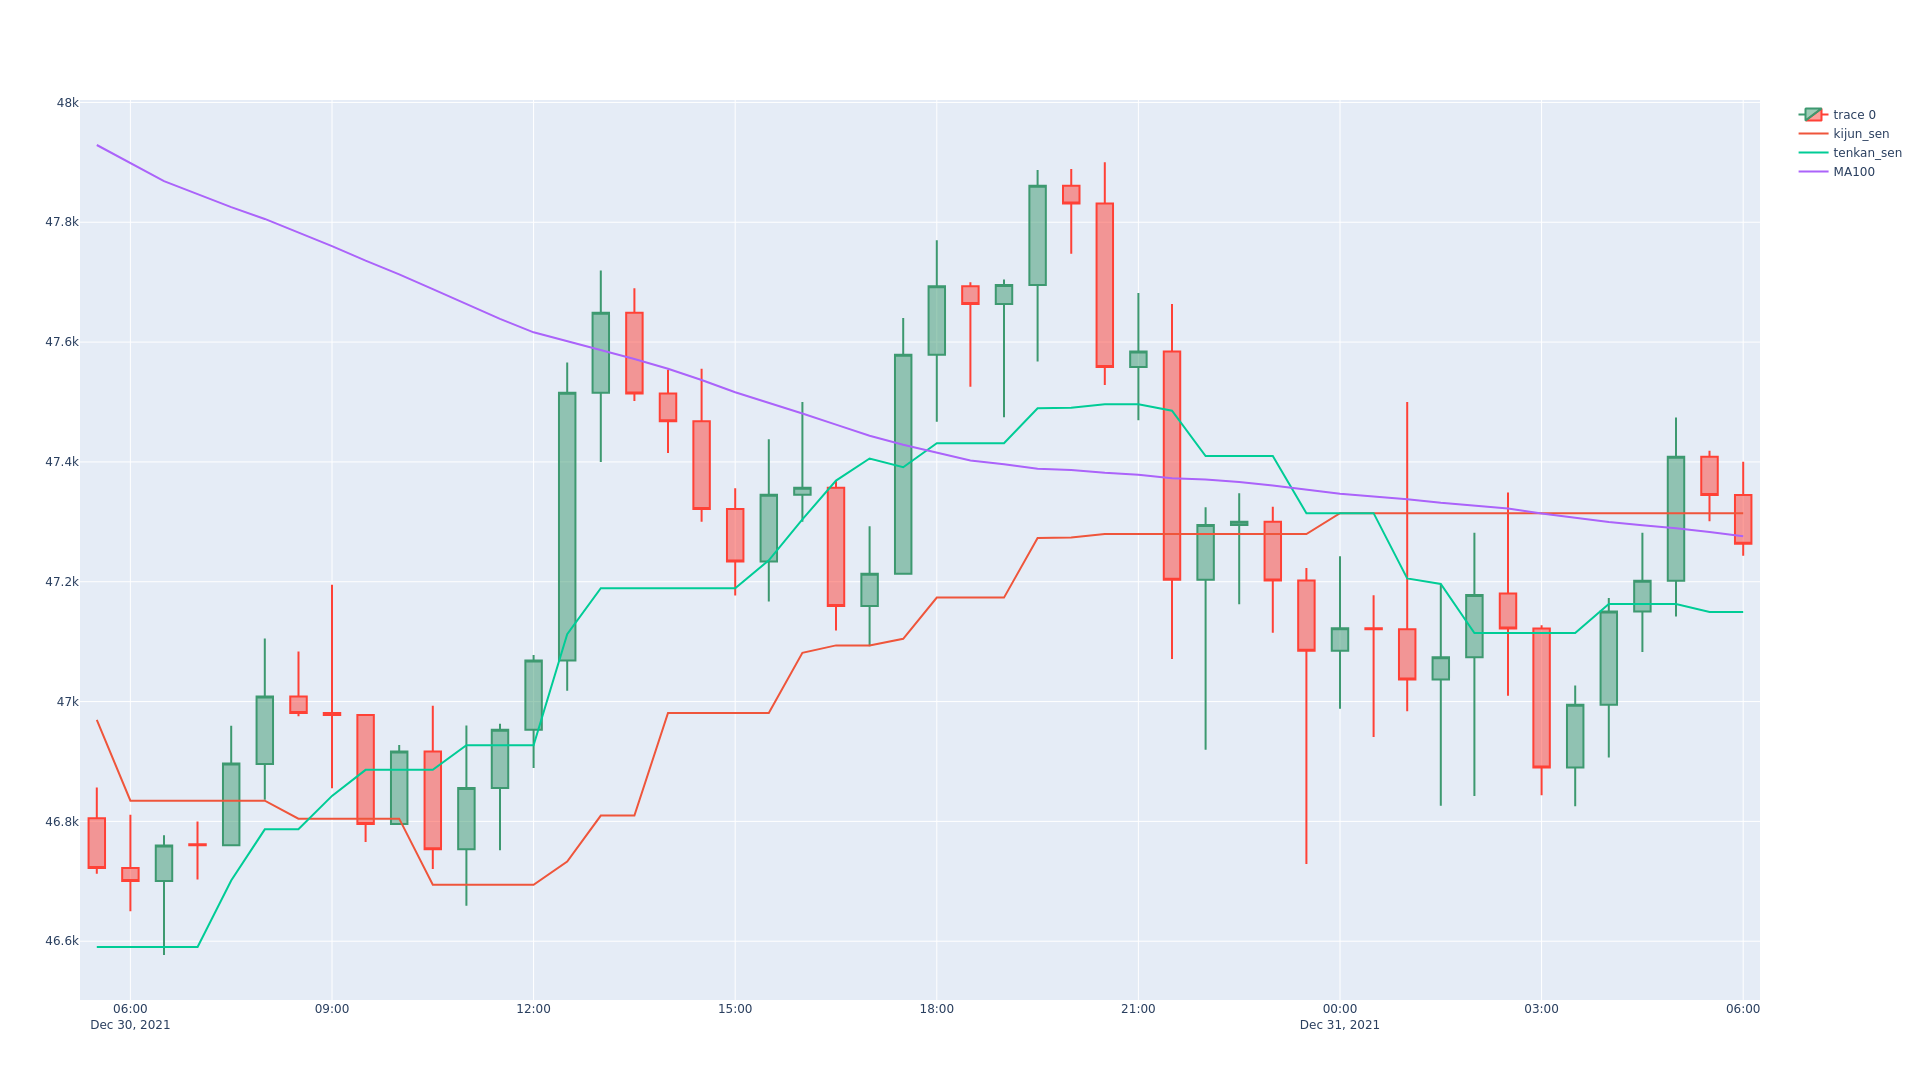 48k
47.8k
47.6k
47.4k
47.2k
47k
46.8k
46.6k
06:00 09:00 12:00 15:00 18:00 21:00 00:00 03:00 06:00
Dec 30, 2021 Dec 31, 2021
trace 0
kijun_sen
tenkan_sen
MA100